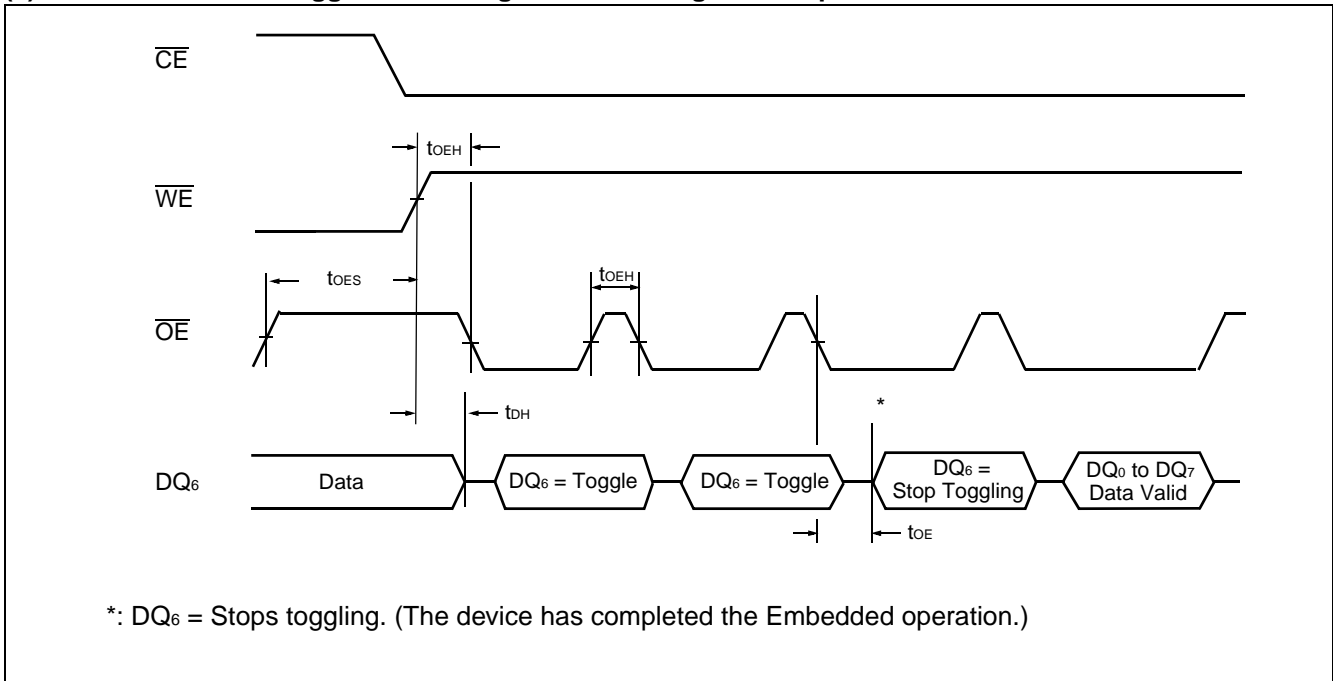 CE
tOEH
WE
tOES
tOEH
OE
*
tDH
DQ6
Data
DQ6 = Toggle
DQ6 = Toggle
DQ6 =
Stop Toggling
DQ0 to DQ7
Data Valid
tOE
*: DQ6 = Stops toggling. (The device has completed the Embedded operation.)